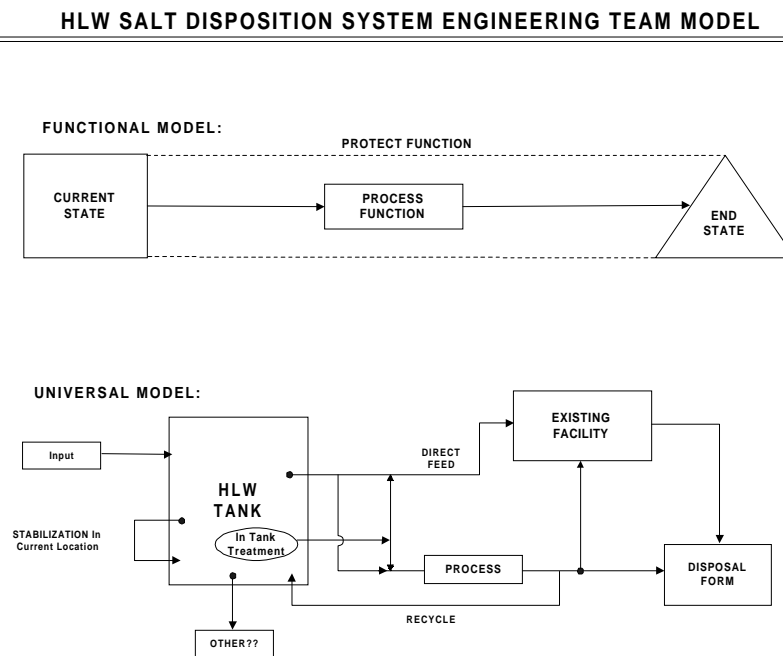 HLW SALT DISPOSITION SYSTEM ENGINEERING TEAM MODEL
FUNCTIONAL MODEL:
PROTECT FUNCTION
CURRENT
STATE
PROCESS
FUNCTION
END
STATE
UNIVERSAL MODEL:
Input
STABILIZATION In
Current Location
HLW
TANK
In Tank
Treatment
OTHER??
DIRECT
FEED
EXISTING
FACILITY
PROCESS
RECYCLE
DISPOSAL
FORM